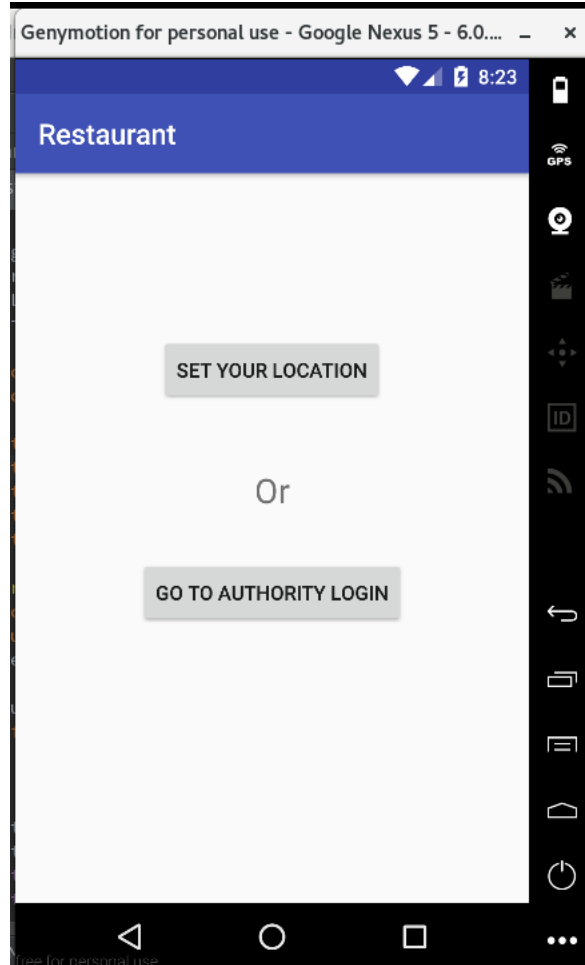 Genymotion for personal use - Google Nexus 5 - 6.0....
8:23
Restaurant
GPS
SET YOUR LOCATION
ID
Or
GO TO AUTHORITY LOGIN
free for personal use